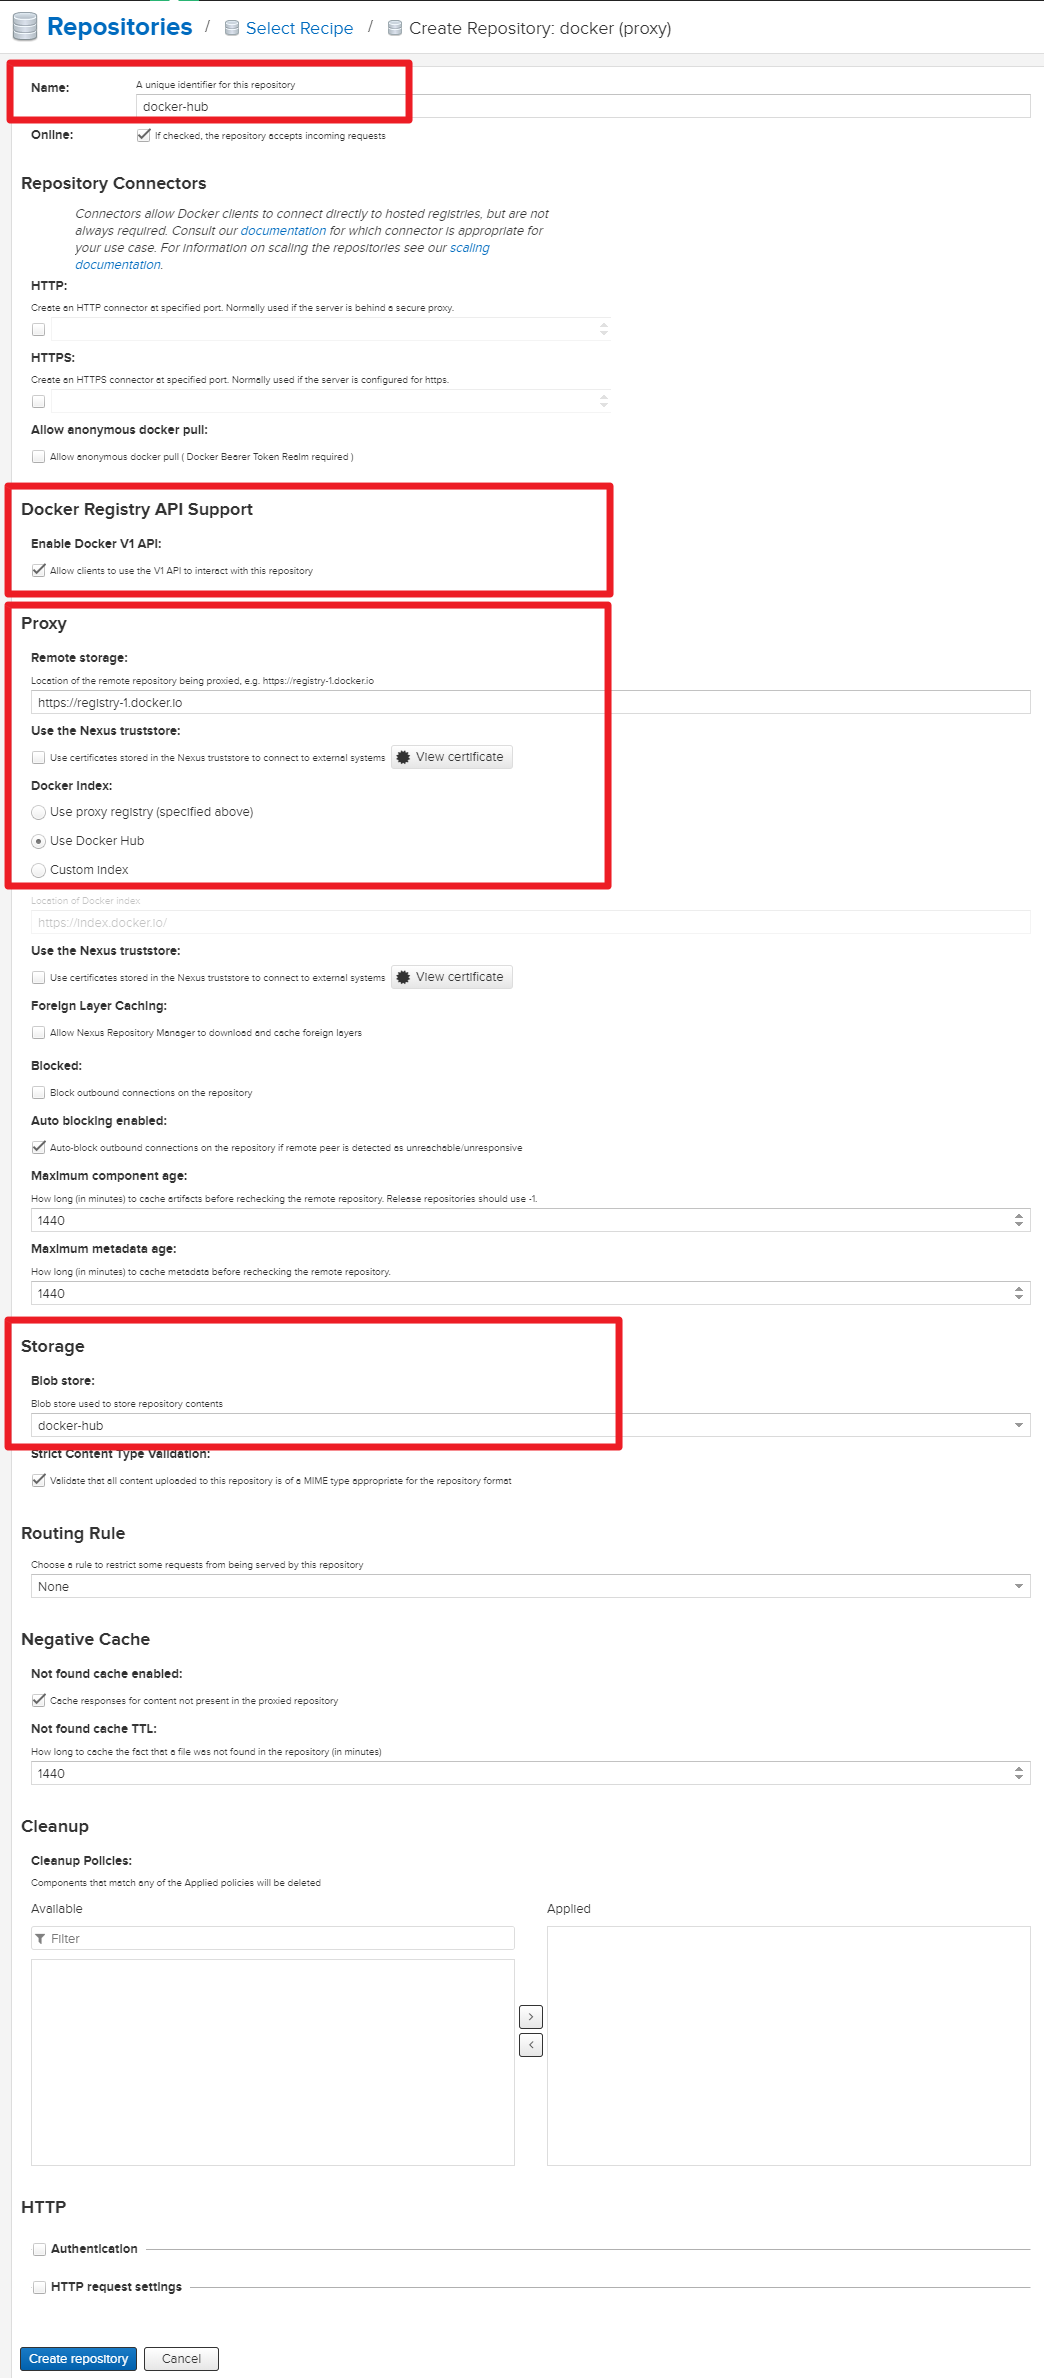 Repositories / Select Recipe / Create Repository: docker (proxy)
Name:
A unique identifier for this repository
docker-hub
Online:
If checked, the repository accepts incoming requests
Repository Connectors
Connectors allow Docker clients to connect directly to hosted registries, but are not
always required. Consult our documentation for which connector is appropriate for
your use case. For information on scaling the repositories see our scaling
documentation.
HTTP:
Create an HTTP connector at specified port. Normally used if the server is behind a secure proxy.
HTTPS:
Create an HTTPS connector at specified port. Normally used if the server is configured for https.
Allow anonymous docker pull:
Allow anonymous docker pull ( Docker Bearer Token Realm required )
Docker Registry API Support
Enable Docker V1 API:
Allow clients to use the V1 API to interact with this repository
Proxy
Remote storage:
Location of the remote repository being proxied, e.g. https://registry-1.docker.io
https://registry-1.docker.io
Use the Nexus truststore:
Use certificates stored in the Nexus truststore to connect to external systems View certificate
Docker Index:
Use proxy registry (specified above)
Use Docker Hub
Custom index
Location of Docker index
https://index.docker.io/
Use the Nexus truststore:
Use certificates stored in the Nexus truststore to connect to external systems View certificate
Foreign Layer Caching:
Allow Nexus Repository Manager to download and cache foreign layers
Blocked:
Block outbound connections on the repository
Auto blocking enabled:
Auto-block outbound connections on the repository if remote peer is detected as unreachable/unresponsive
Maximum component age:
How long (in minutes) to cache artifacts before rechecking the remote repository. Release repositories should use -1.
1440
Maximum metadata age:
How long (in minutes) to cache metadata before rechecking the remote repository.
1440
Storage
Blob store:
Blob store used to store repository contents
docker-hub
Strict Content Type Validation:
Validate that all content uploaded to this repository is of a MIME type appropriate for the repository format
Routing Rule
Choose a rule to restrict some requests from being served by this repository
None
Negative Cache
Not found cache enabled:
Cache responses for content not present in the proxied repository
Not found cache TTL:
How long to cache the fact that a file was not found in the repository (in minutes)
1440
Cleanup
Cleanup Policies:
Components that match any of the Applied policies will be deleted
Available Applied
Filter
HTTP
Authentication
HTTP request settings
Create repository Cancel